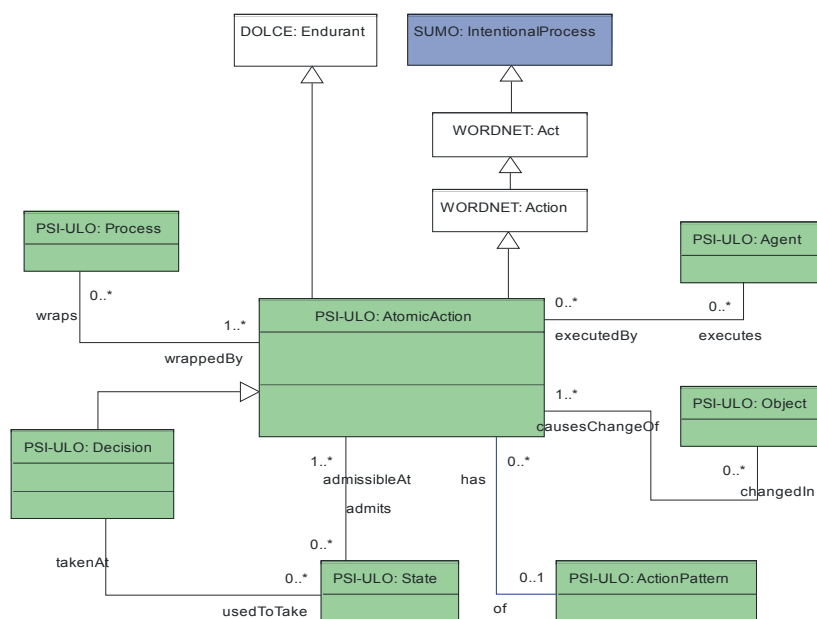 DOLCE: Endurant
SUMO: IntentionalProcess
WORDNET: Act
WORDNET: Action
PSI-ULO: Process
PSI-ULO: Agent
0..*
wraps
1..*
wrappedBy
PSI-ULO: AtomicAction
0..*
0..*
executedBy
executes
PSI-ULO: Decision
1..*
causesChangeOf
PSI-ULO: Object
0..*
changedIn
1..*
admissibleAt
admits
0..*
has
0..*
takenAt
0..*
usedToTake
PSI-ULO: State
0..1
of
PSI-ULO: ActionPattern